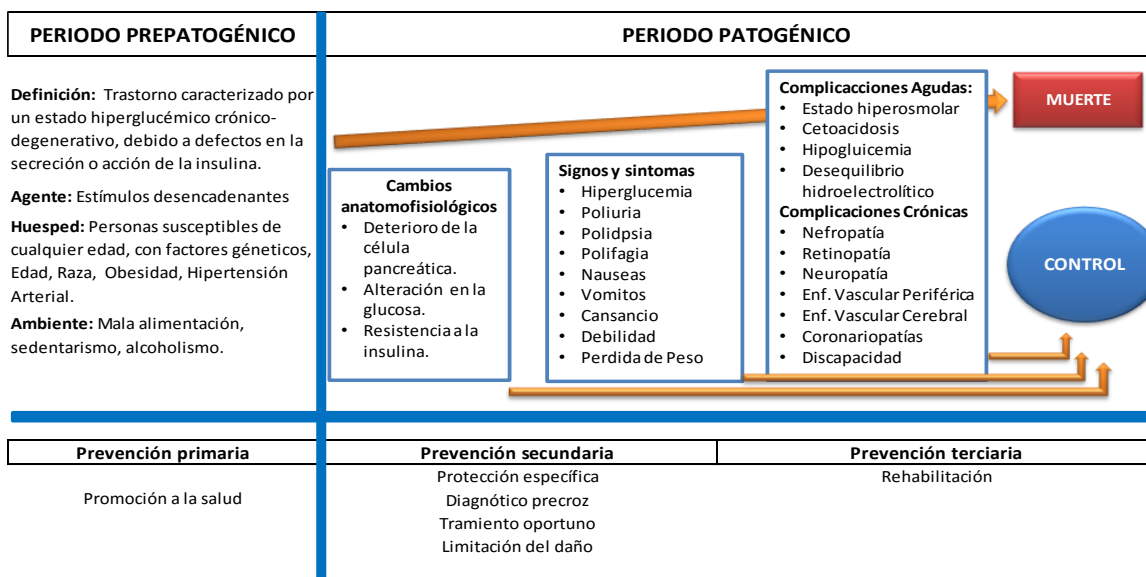 PERIODO PREPATOGÉNICO
PERIODO PATOGÉNICO
Definición: Trastorno caracterizado por
un estado hiperglucémico crónico-
degenerativo, debido a defectos en la
secreción o acción de la insulina.
Agente: Estímulos desencadenantes
Huesped: Personas susceptibles de
cualquier edad, con factores géneticos,
Edad, Raza, Obesidad, Hipertensión
Arterial.
Ambiente: Mala alimentación,
sedentarismo, alcoholismo.
Cambios
anatomofisiológicos
• Deterioro de la
célula
pancreática.
• Alteración en la
glucosa.
• Resistencia a la
insulina.
Signos y sintomas
• Hiperglucemia
• Poliuria
• Polidpsia
• Polifagia
• Nauseas
• Vomitos
• Cansancio
• Debilidad
• Perdida de Peso
Complicacciones Agudas:
• Estado hiperosmolar
• Cetoacidosis
• Hipogluicemia
• Desequilibrio
hidroelectrolítico
Complicaciones Crónicas
• Nefropatía
• Retinopatía
• Neuropatía
• Enf. Vascular Periférica
• Enf. Vascular Cerebral
• Coronariopatías
• Discapacidad
MUERTE
CONTROL
Prevención primaria
Promoción a la salud
Prevención secundaria
Protección específica
Diagnótico precroz
Tramiento oportuno
Limitación del daño
Prevención terciaria
Rehabilitación